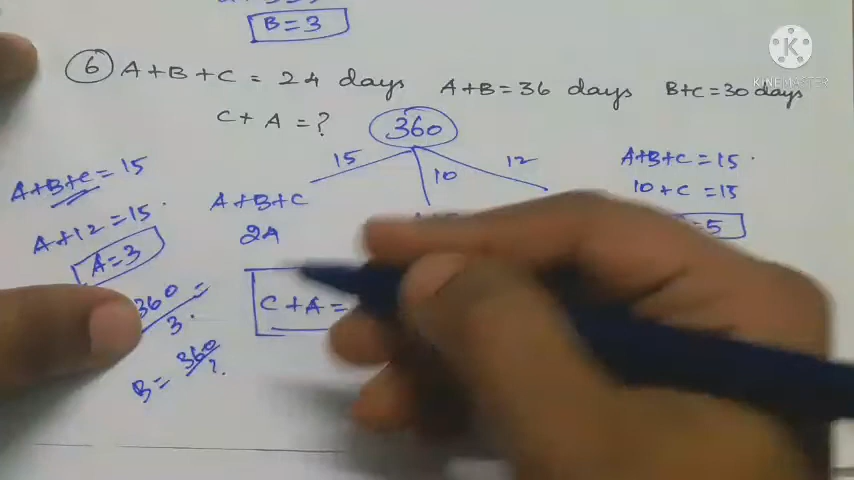 B=3
⑥ A+B+C = 24 days A+B=36 days B+C=30 days
C+A=?
360
15 10 12
A+B+C
24
A+B+C=15
A+12=15
A=3
360/3 =
B=360/?
A+B+C=15
10+C=15
=5
C+A=
K
KINEMASTER